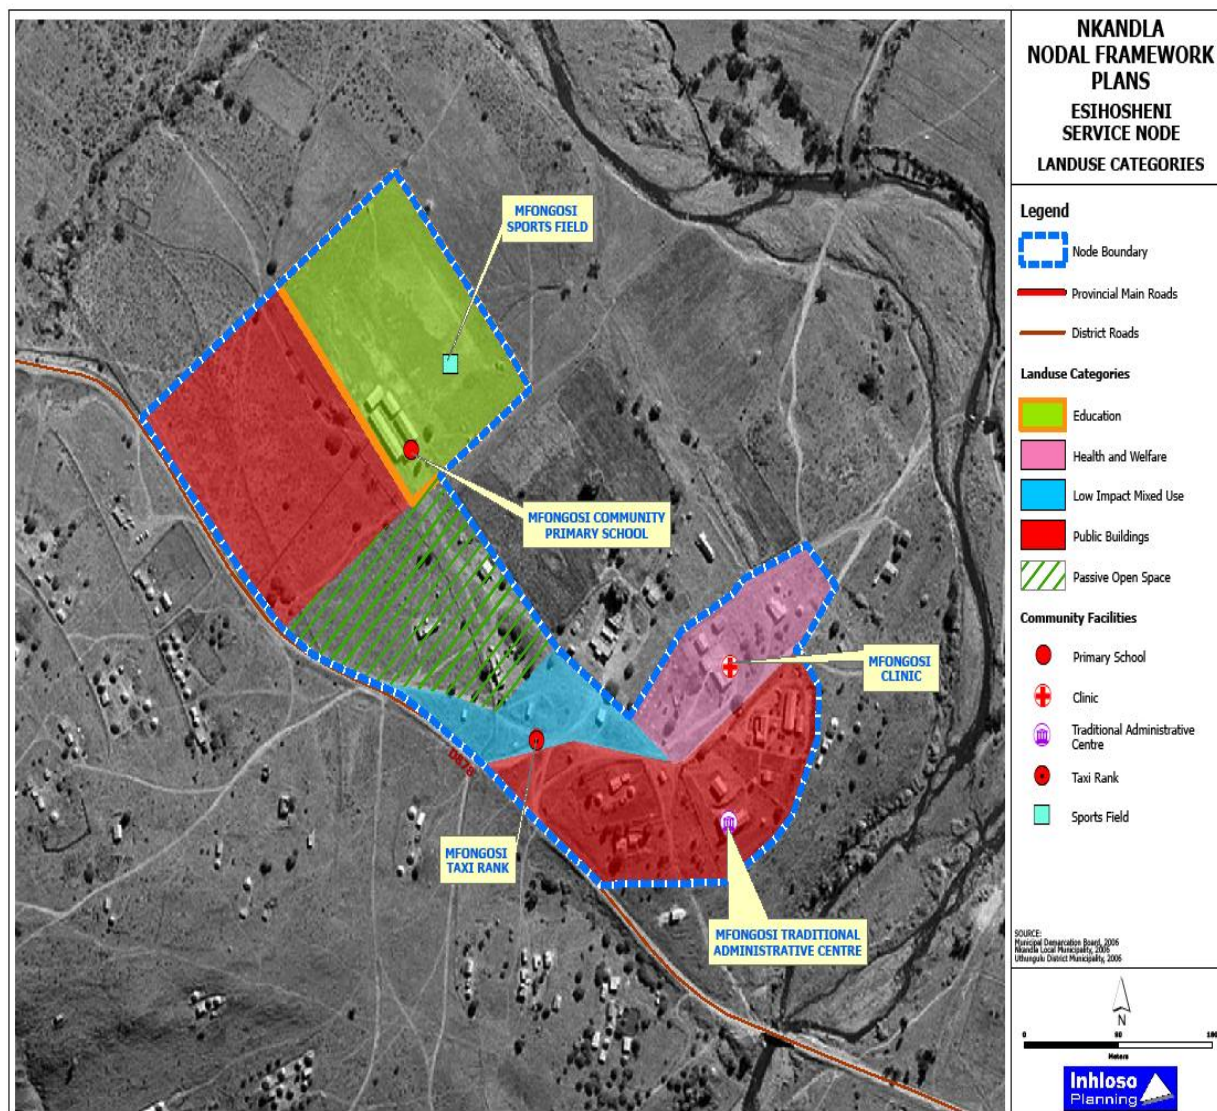 NKANDLA
NODAL FRAMEWORK
PLANS
ESIHOSHENI
SERVICE NODE
LANDUSE CATEGORIES
Legend
Node Boundary
Provincial Main Roads
District Roads
Landuse Categories
Education
Health and Welfare
Low Impact Mixed Use
Public Buildings
Passive Open Space
Community Facilities
Primary School
Clinic
Traditional Administrative
Centre
Taxi Rank
Sports Field
SOURCE:
Municipal Demarcation Board, 2006
Nkandla Local Municipality, 2006
Uthungulu District Municipality, 2006
N
0 50 100
Meters
Inhloso
Planning
MFONGOSI
SPORTS FIELD
MFONGOSI COMMUNITY
PRIMARY SCHOOL
MFONGOSI
CLINIC
D878
MFONGOSI
TAXI RANK
MFONGOSI TRADITIONAL
ADMINISTRATIVE CENTRE